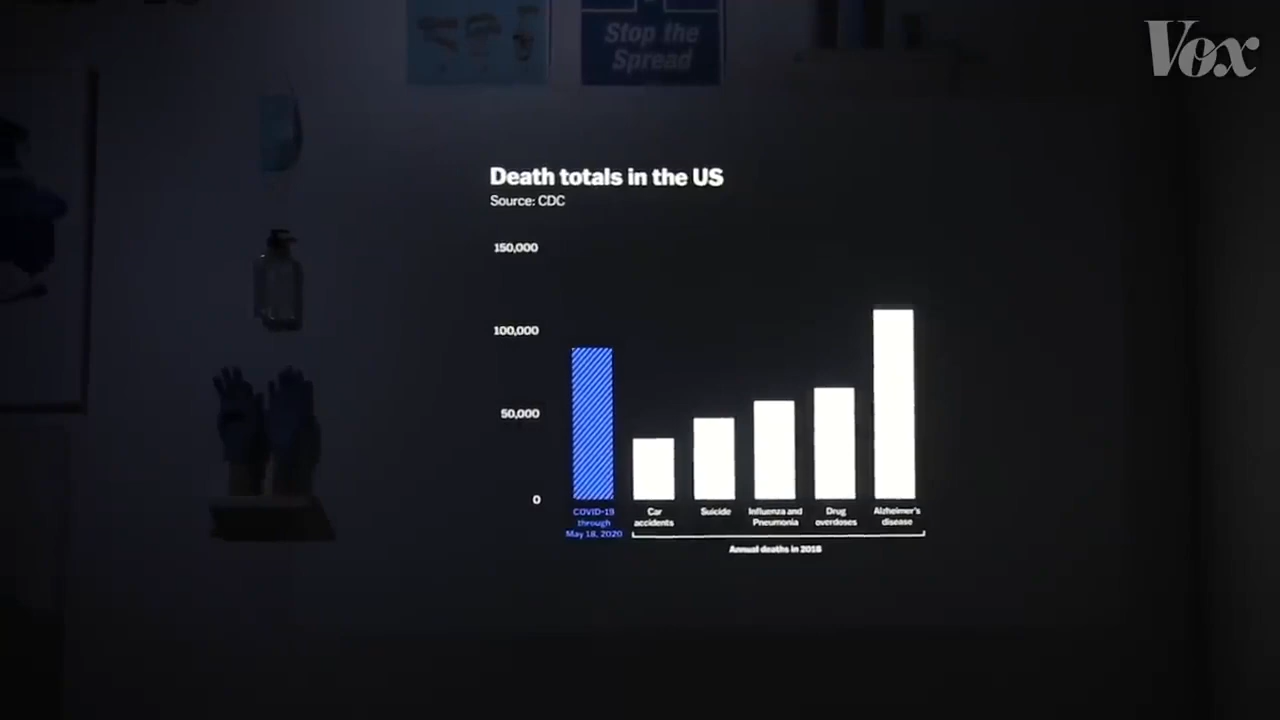 Stop the
Spread
Vox
Death totals in the US
Source: CDC
150,000
100,000
50,000
0
COVID-19
through
May 18, 2020
Car
accidents
Suicide
Influenza and
Pneumonia
Drug
overdoses
Alzheimer's
disease
Annual deaths in 2018